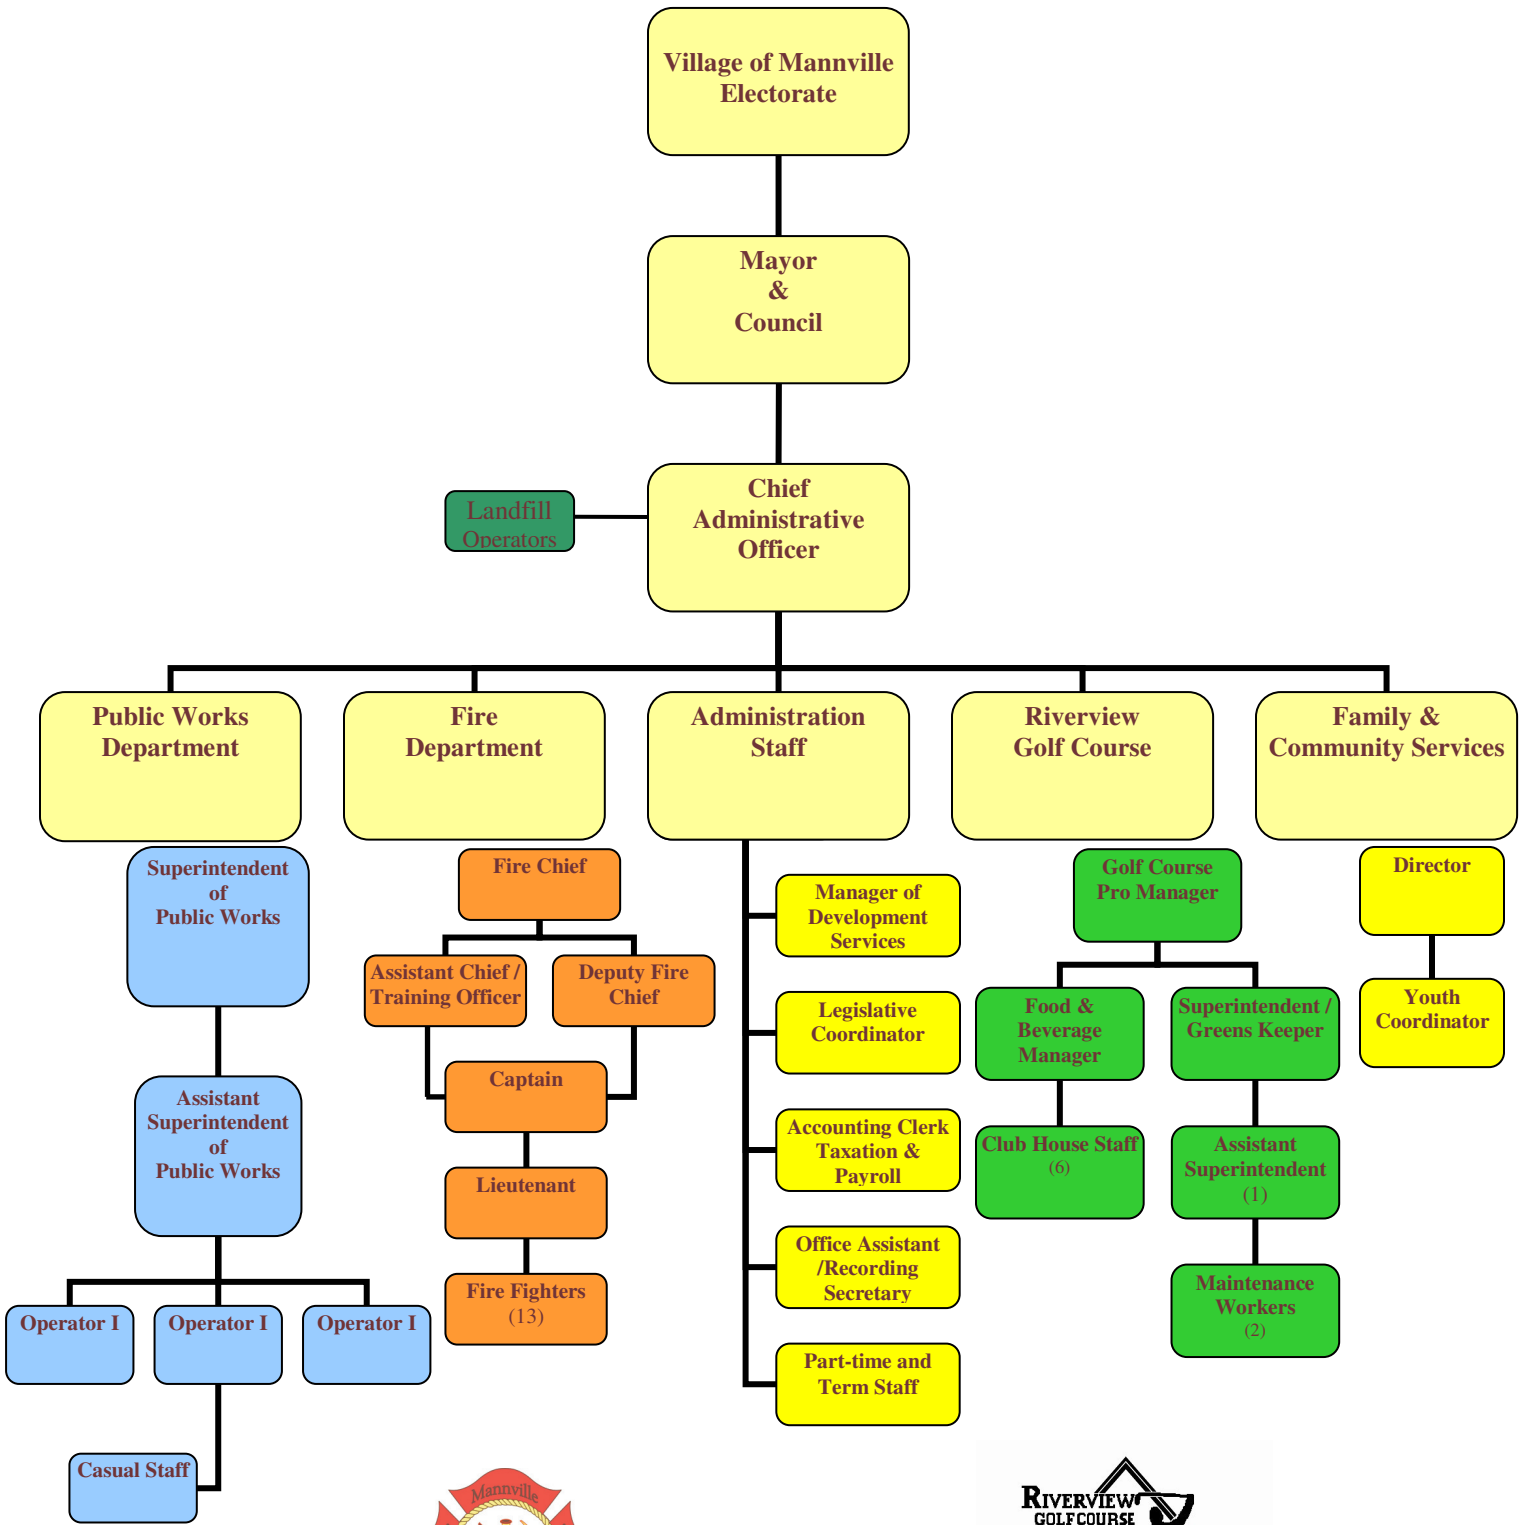 Village of Mannville
Electorate
Mayor
&
Council
Chief
Administrative
Officer
Landfill
Operators
Public Works
Department
Fire
Department
Administration
Staff
Riverview
Golf Course
Family &
Community Services
Superintendent
of
Public Works
Assistant
Superintendent
of
Public Works
Operator I
Operator I
Operator I
Casual Staff
Fire Chief
Assistant Chief /
Training Officer
Deputy Fire
Chief
Captain
Lieutenant
Fire Fighters
(13)
Manager of
Development
Services
Legislative
Coordinator
Accounting Clerk
Taxation &
Payroll
Office Assistant
/Recording
Secretary
Part-time and
Term Staff
Golf Course
Pro Manager
Food &
Beverage
Manager
Club House Staff
(6)
Superintendent /
Greens Keeper
Assistant
Superintendent
(1)
Maintenance
Workers
(2)
Director
Youth
Coordinator
Mannville
RIVERVIEW
GOLF COURSE